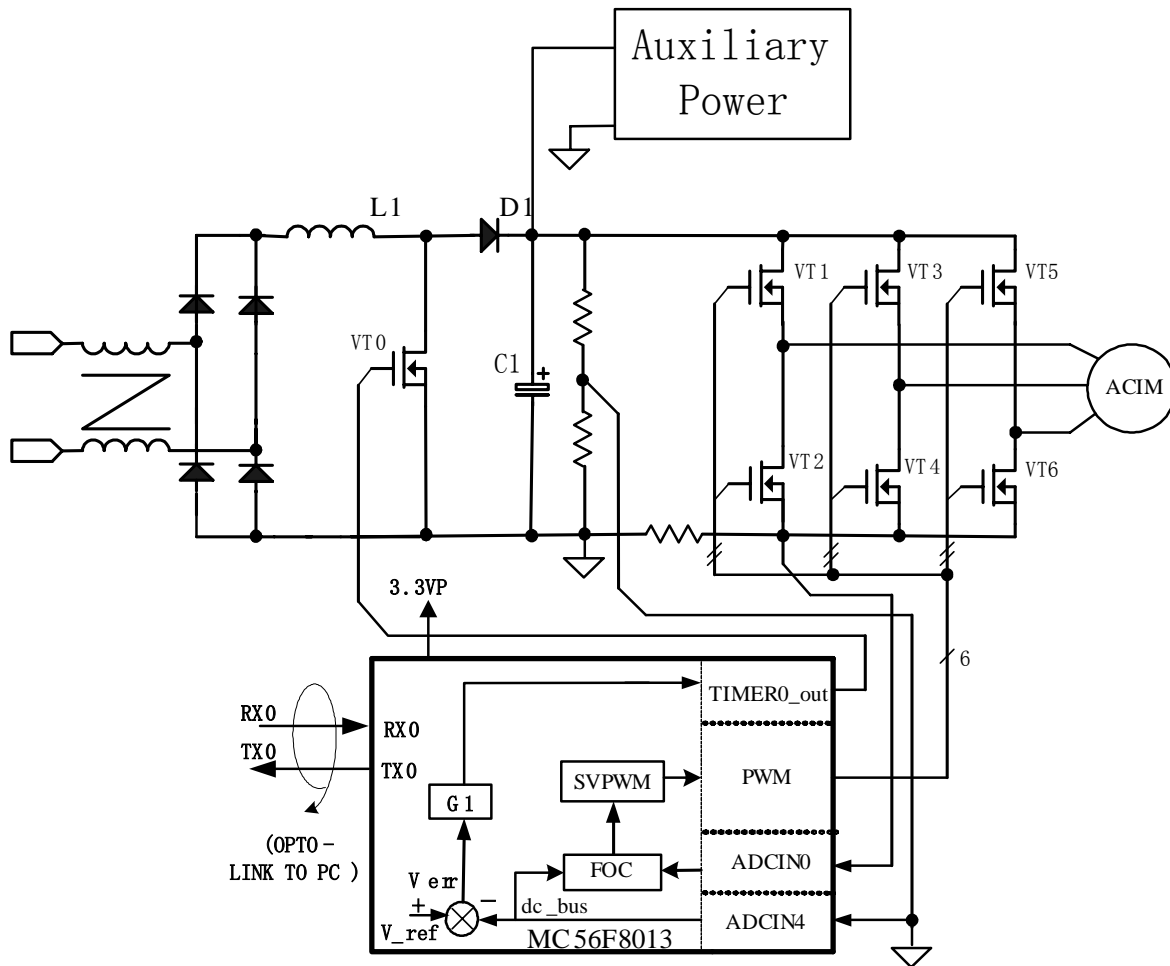 Auxiliary
Power
L1
D1
VT1
VT3
VT5
VT0
C1
+
ACIM
VT2
VT4
VT6
3.3VP
6
TIMER0_out
RX0
RX0
TX0
TX0
SVPWM
PWM
G1
(OPTO-
LINK TO PC )
FOC
ADCIN0
V err
+
−
dc_bus
V_ref
ADCIN4
MC56F8013